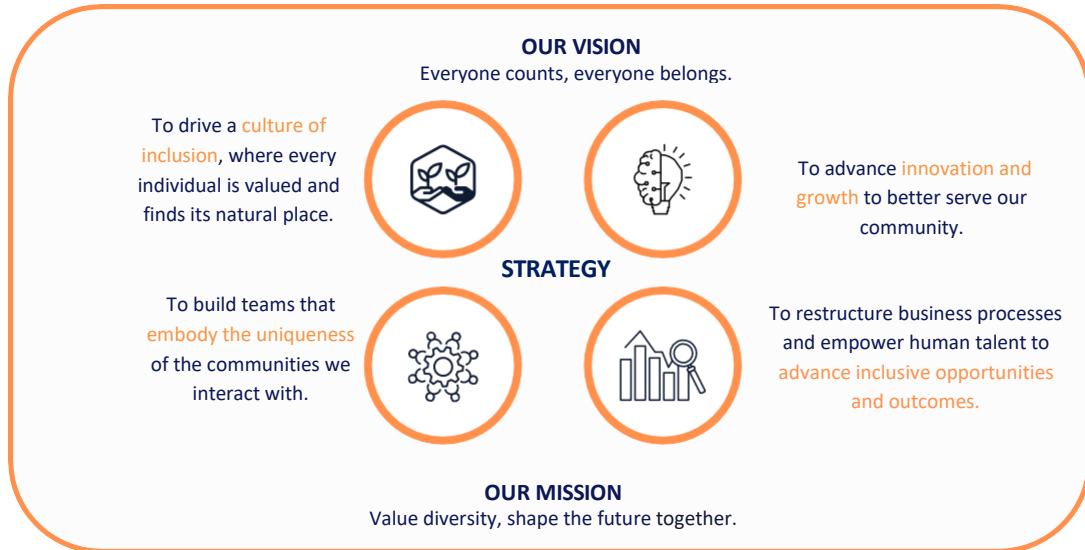 OUR VISION
Everyone counts, everyone belongs.
To drive a culture of
inclusion, where every
individual is valued and
finds its natural place.
To advance innovation and
growth to better serve our
community.
STRATEGY
To build teams that
embody the uniqueness
of the communities we
interact with.
To restructure business processes
and empower human talent to
advance inclusive opportunities
and outcomes.
OUR MISSION
Value diversity, shape the future together.